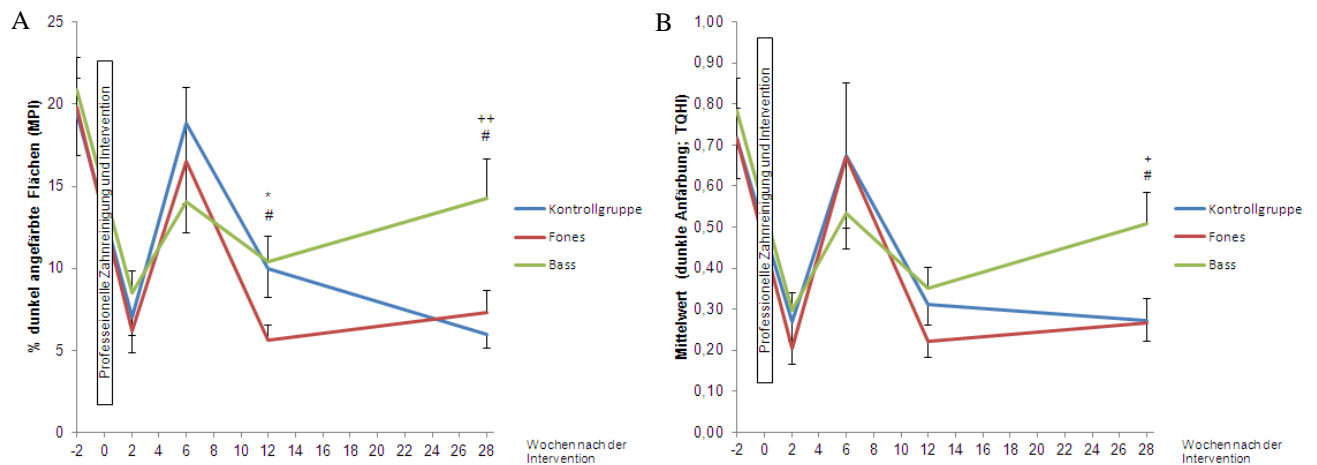 A
% dunkel angefärbte Flächen (MPI)
25
20
15
10
5
0
Professionelle Zahnreinigung und Intervention
*
#
++
#
Kontrollgruppe
Fones
Bass
-2 0 2 4 6 8 10 12 14 16 18 20 22 24 26 28
Wochen nach der
Intervention
B
Mittelwert (dunkle Anfärbung; TQHI)
1,00
0,90
0,80
0,70
0,60
0,50
0,40
0,30
0,20
0,10
0,00
Professionelle Zahnreinigung und Intervention
+
#
Kontrollgruppe
Fones
Bass
-2 0 2 4 6 8 10 12 14 16 18 20 22 24 26 28
Wochen nach der
Intervention